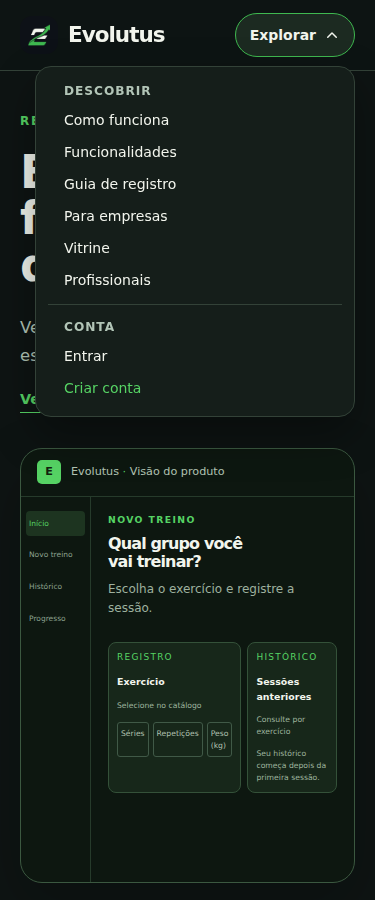 Evolutus
Explorar
DESCOBRIR
Como funciona
Funcionalidades
Guia de registro
Para empresas
Vitrine
Profissionais
CONTA
Entrar
Criar conta
E
Evolutus · Visão do produto
Início
Novo treino
Histórico
Progresso
NOVO TREINO
Qual grupo você
vai treinar?
Escolha o exercício e registre a
sessão.
REGISTRO
Exercício
Selecione no catálogo
Séries
Repetições
Peso
(kg)
HISTÓRICO
Sessões
anteriores
Consulte por
exercício
Seu histórico
começa depois da
primeira sessão.